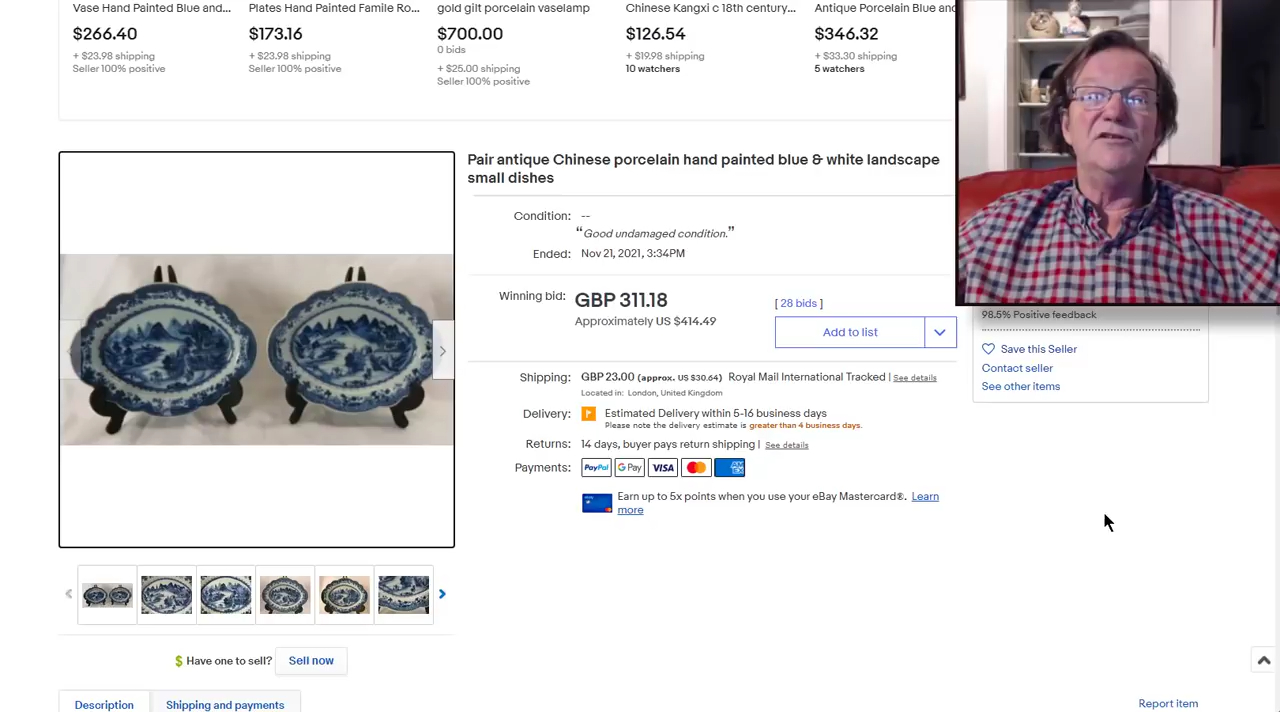 Vase Hand Painted Blue and...
Plates Hand Painted Famile Ro...
gold gilt porcelain vaselamp
Chinese Kangxi c 18th century...
Antique Porcelain Blue and
$266.40
$173.16
$700.00
$126.54
$346.32
0 bids
+ $23.98 shipping
Seller 100% positive
+ $23.98 shipping
Seller 100% positive
+ $25.00 shipping
Seller 100% positive
+ $19.98 shipping
10 watchers
+ $33.30 shipping
5 watchers
Pair antique Chinese porcelain hand painted blue & white landscape
small dishes
Condition: --
“Good undamaged condition.”
Ended: Nov 21, 2021, 3:34PM
Winning bid: GBP 311.18 [ 28 bids ]
Approximately US $414.49
Add to list
98.5% Positive feedback
Save this Seller
Contact seller
See other items
Shipping: GBP 23.00 (approx. US $30.64) Royal Mail International Tracked | See details
Located in: London, United Kingdom
Delivery: Estimated Delivery within 5-16 business days
Please note the delivery estimate is greater than 4 business days.
Returns: 14 days, buyer pays return shipping | See details
Payments: PayPal G Pay VISA
Earn up to 5x points when you use your eBay Mastercard®. Learn
more
$ Have one to sell? Sell now
Description
Shipping and payments
Report item